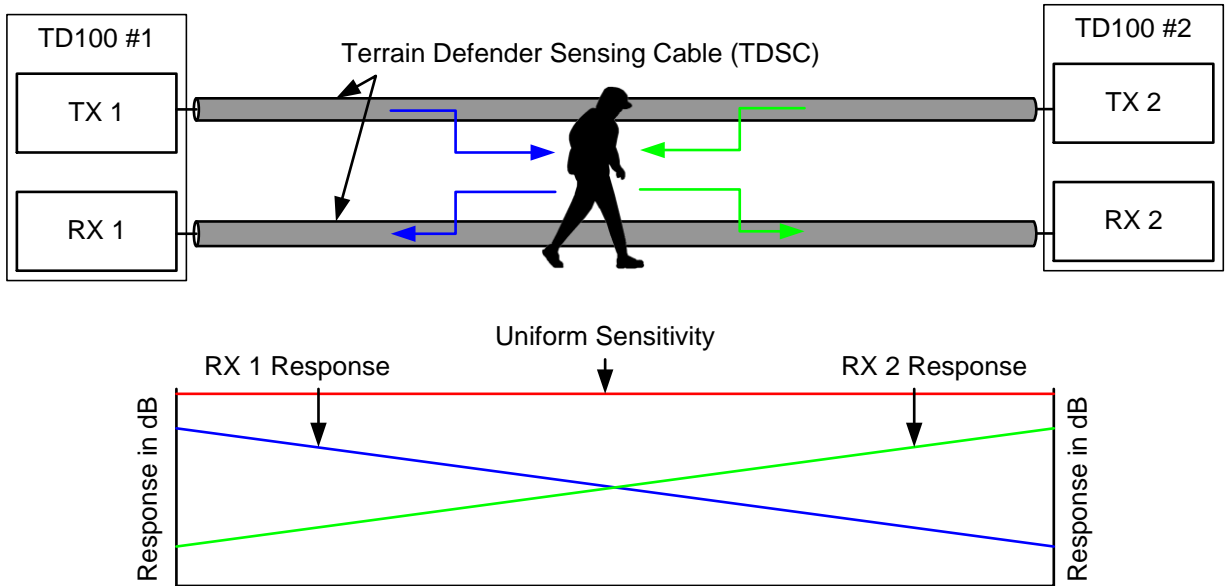 TD100 #1
TD100 #2
Terrain Defender Sensing Cable (TDSC)
TX 1
TX 2
RX 1
RX 2
Uniform Sensitivity
RX 1 Response
RX 2 Response
Response in dB
Response in dB